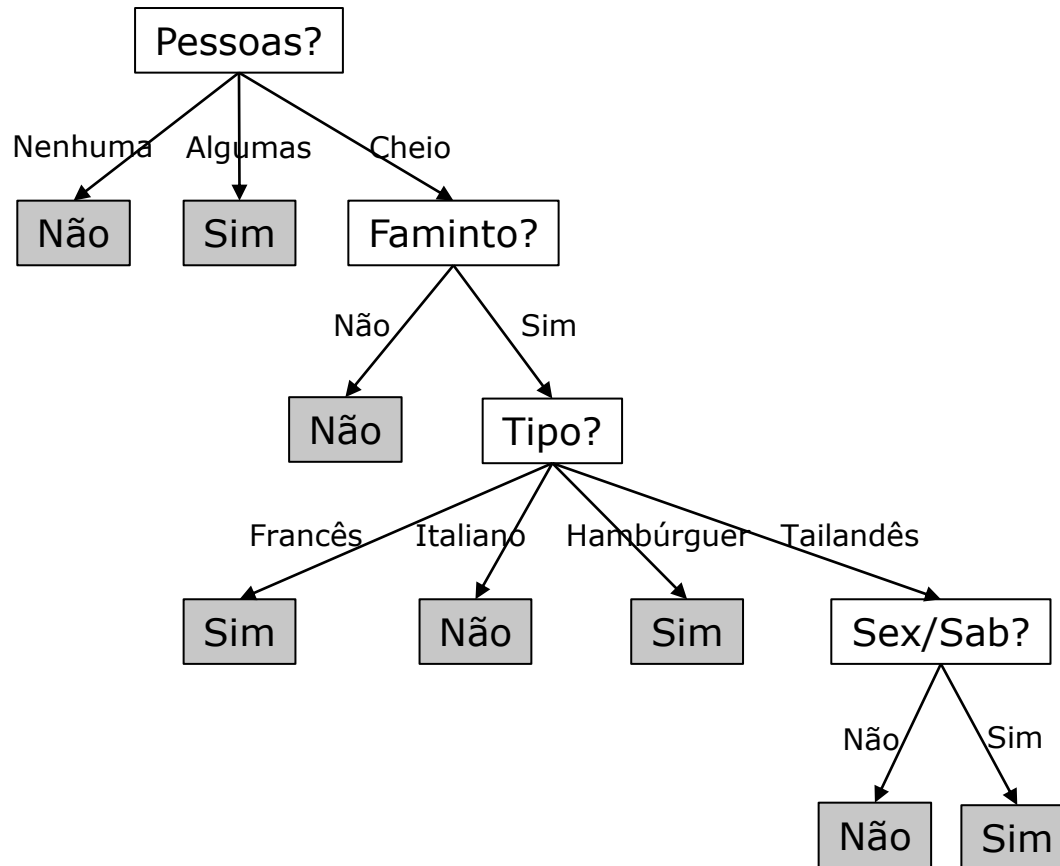 Pessoas?
Nenhuma Algumas Cheio
Não Sim Faminto?
Não Sim
Não Tipo?
Francês Italiano Hambúrguer Tailandês
Sim Não Sim Sex/Sab?
Não Sim
Não Sim